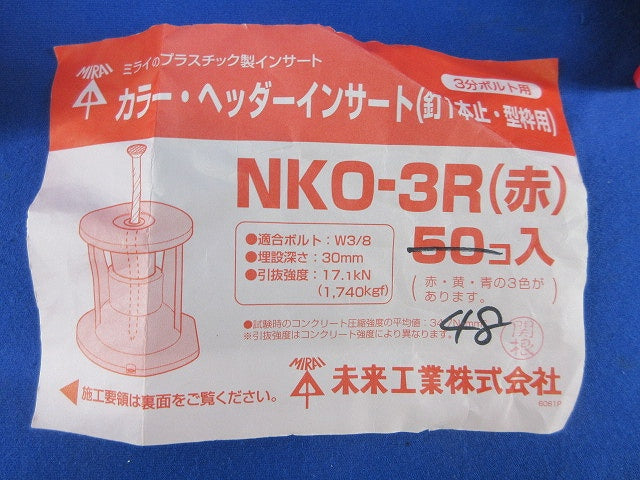 MIRAI
ミライのプラスチック製インサート
3分ボルト用
カラー・ヘッダーインサート(釘1本止・型枠用)
NKO-3R(赤)
50コ入
●適合ボルト:W3/8
●埋設深さ:30mm
●引抜強度:17.1kN
(1,740kgf)
(赤・黄・青の3色があります。)
48
●試験時のコンクリート圧縮強度の平均値:
※引抜強度はコンクリート強度により異なります。
◀施工要領は裏面をご覧ください。
MIRAI
未来工業株式会社
6061P